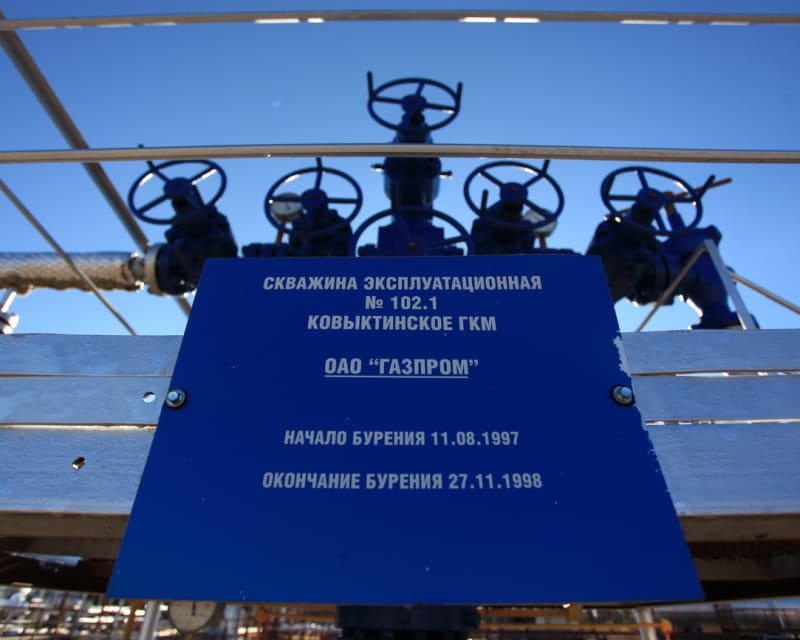 СКВАЖИНА ЭКСПЛУАТАЦИОННАЯ
№ 102.1
КОВЫКТИНСКОЕ ГКМ
ОАО "ГАЗПРОМ"
НАЧАЛО БУРЕНИЯ 11.08.1997
ОКОНЧАНИЕ БУРЕНИЯ 27.11.1998